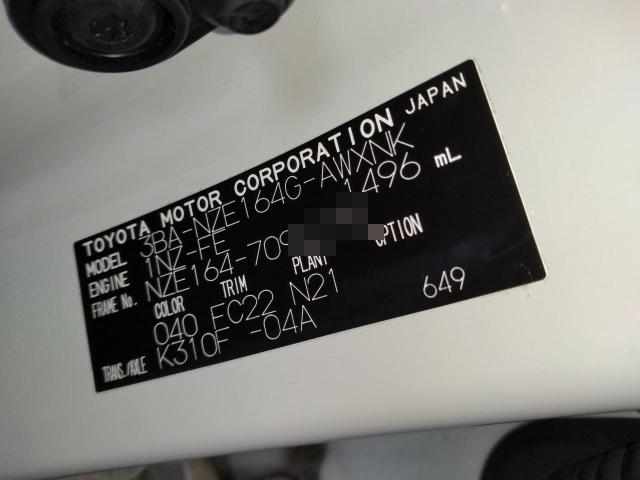 TOYOTA MOTOR CORPORATION JAPAN
MODEL 3BA-NZE164G-AWXNK
ENGINE 1NZ-FE 1496 mL
FRAME No. NZE164-709
COLOR TRIM PLANT OPTION
040 FC22 N21
TRANS./AXLE K310F -04A 649